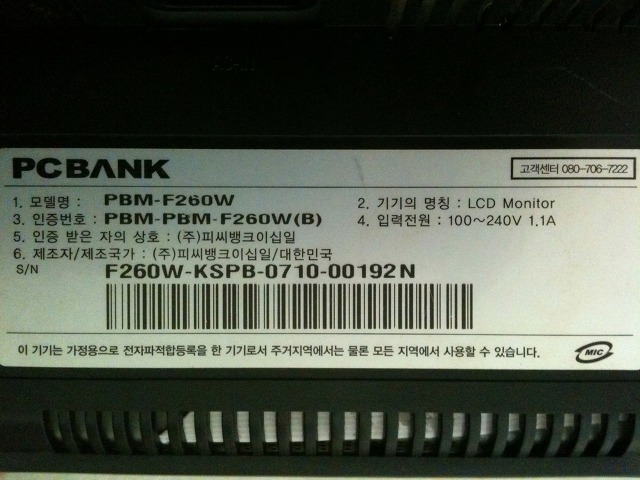 PCBANK
고객센터 080-706-7222
1. 모델명 : PBM-F260W
2. 기기의 명칭 : LCD Monitor
3. 인증번호 : PBM-PBM-F260W(B)
4. 입력전원 : 100~240V 1.1A
5. 인증 받은 자의 상호 : (주)피씨뱅크이십일
6. 제조자/제조국가 : (주)피씨뱅크이십일/대한민국
S/N F260W-KSPB-0710-00192N
이 기기는 가정용으로 전자파적합등록을 한 기기로서 주거지역에서는 물론 모든 지역에서 사용할 수 있습니다.
MIC